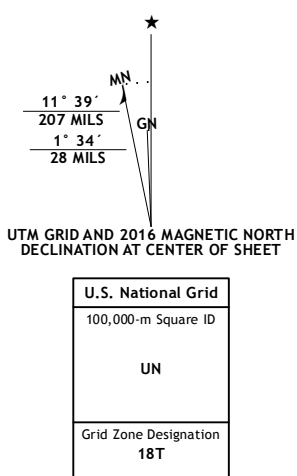 MN
11° 39´
207 MILS
GN
1° 34´
28 MILS
UTM GRID AND 2016 MAGNETIC NORTH
DECLINATION AT CENTER OF SHEET
U.S. National Grid
100,000-m Square ID
UN
Grid Zone Designation
18T